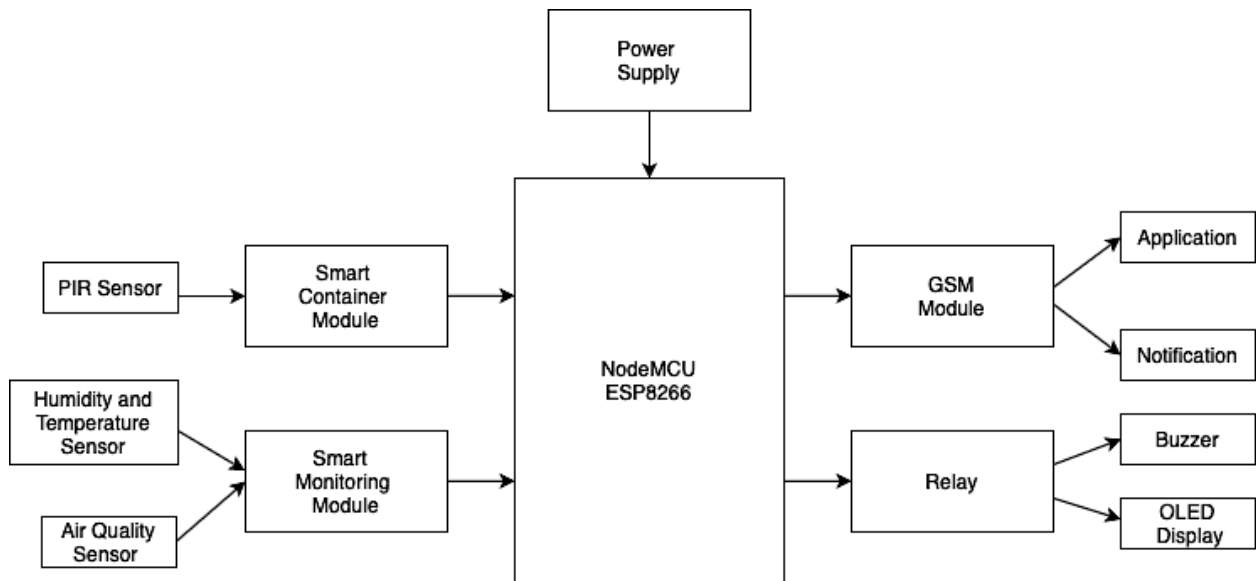 Power
Supply
PIR Sensor
Smart
Container
Module
GSM
Module
Application
Notification
NodeMCU
ESP8266
Humidity and
Temperature
Sensor
Air Quality
Sensor
Smart
Monitoring
Module
Relay
Buzzer
OLED
Display